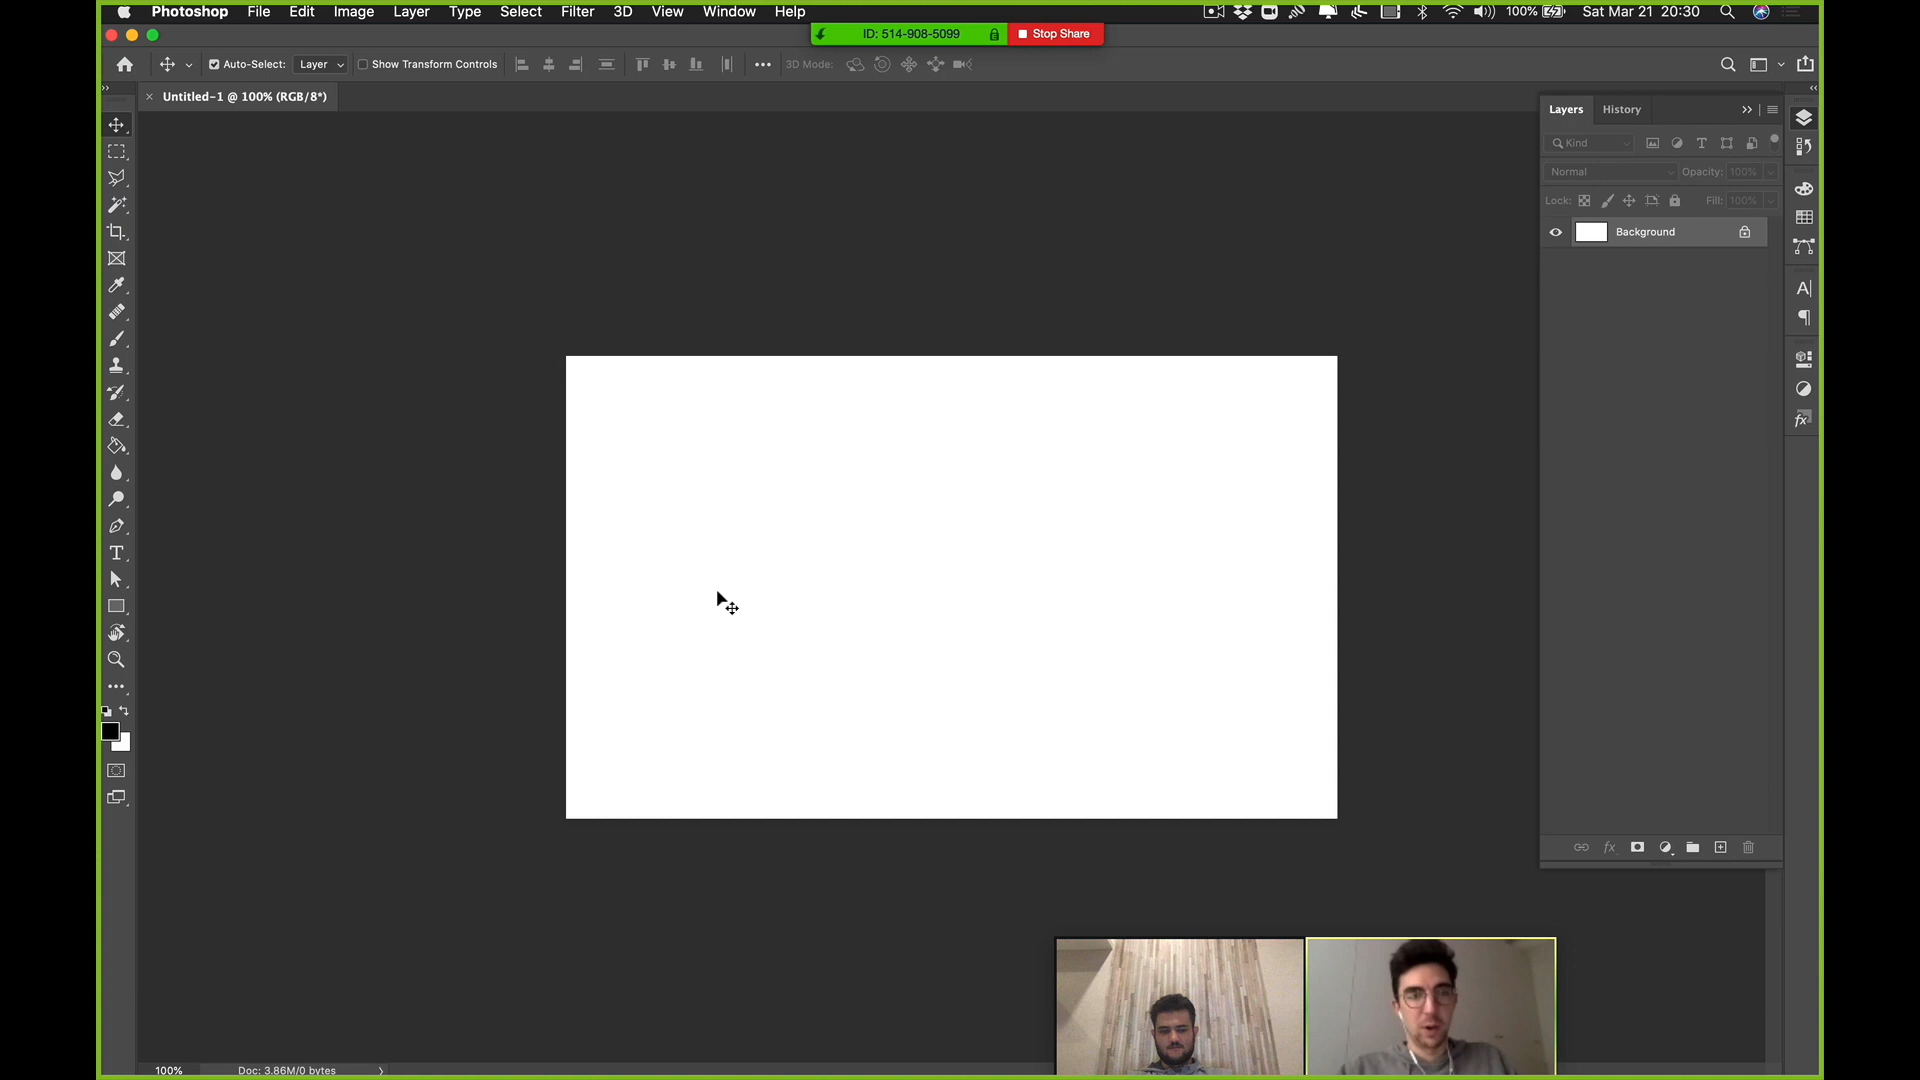 Photoshop File Edit Image Layer Type Select Filter 3D View Window Help 100% Sat Mar 21 20:30
ID: 514-908-5099 Stop Share
Auto-Select: Layer Show Transform Controls 3D Mode:
Untitled-1 @ 100% (RGB/8*)
Layers History
Kind
Normal Opacity: 100%
Lock: Fill: 100%
Background
100% Doc: 3.86M/0 bytes